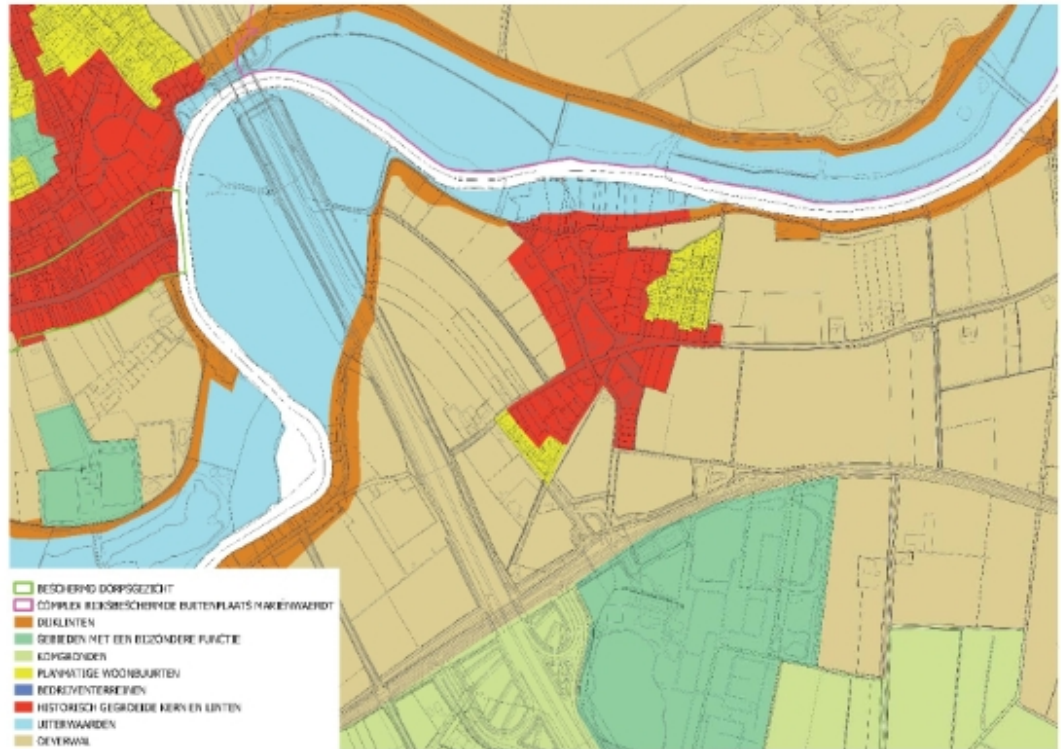 BESCHERMD DORPSGEZICHT
COMPLEX RIJKSBESCHERMDE BUITENPLAATS MARIËNWAERDT
DIJKLINTEN
GEBIEDEN MET EEN BIJZONDERE FUNCTIE
KOMGRONDEN
PLANMATIGE WOONBUURTEN
BEDRIJVENTERREINEN
HISTORISCH GEGROEIDE KERN EN LINTEN
UITERWAARDEN
OEVERWAL